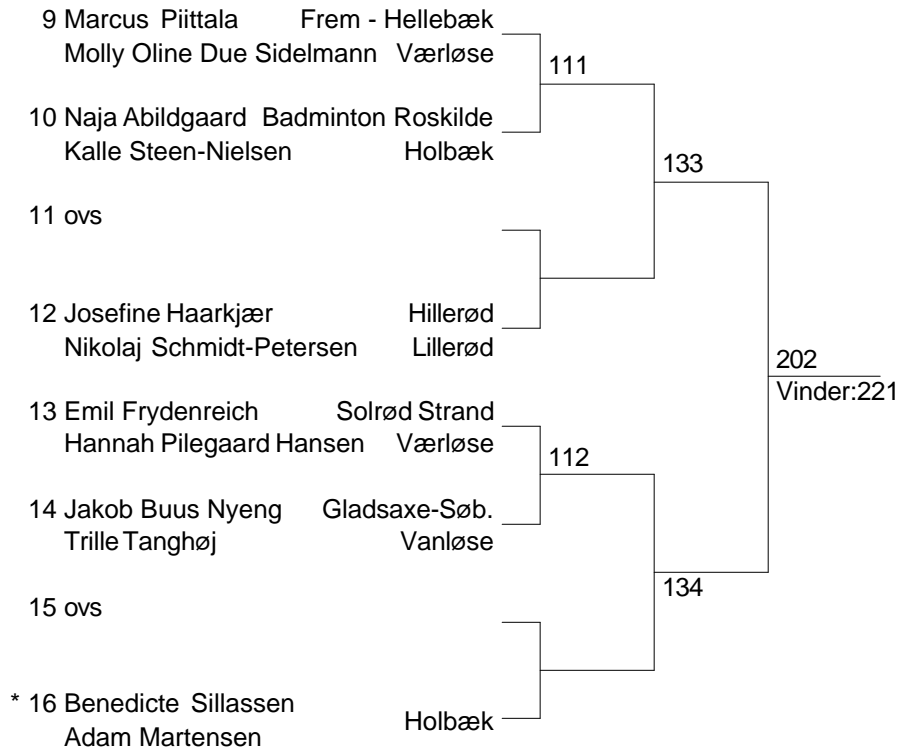 9 Marcus Piittala Frem - Hellebæk
Molly Oline Due Sidelmann Værløse
111
10 Naja Abildgaard Badminton Roskilde
Kalle Steen-Nielsen Holbæk
133
11 ovs
12 Josefine Haarkjær Hillerød
Nikolaj Schmidt-Petersen Lillerød
202
Vinder:221
13 Emil Frydenreich Solrød Strand
Hannah Pilegaard Hansen Værløse
112
14 Jakob Buus Nyeng Gladsaxe-Søb.
Trille Tanghøj Vanløse
134
15 ovs
* 16 Benedicte Sillassen
Holbæk
Adam Martensen